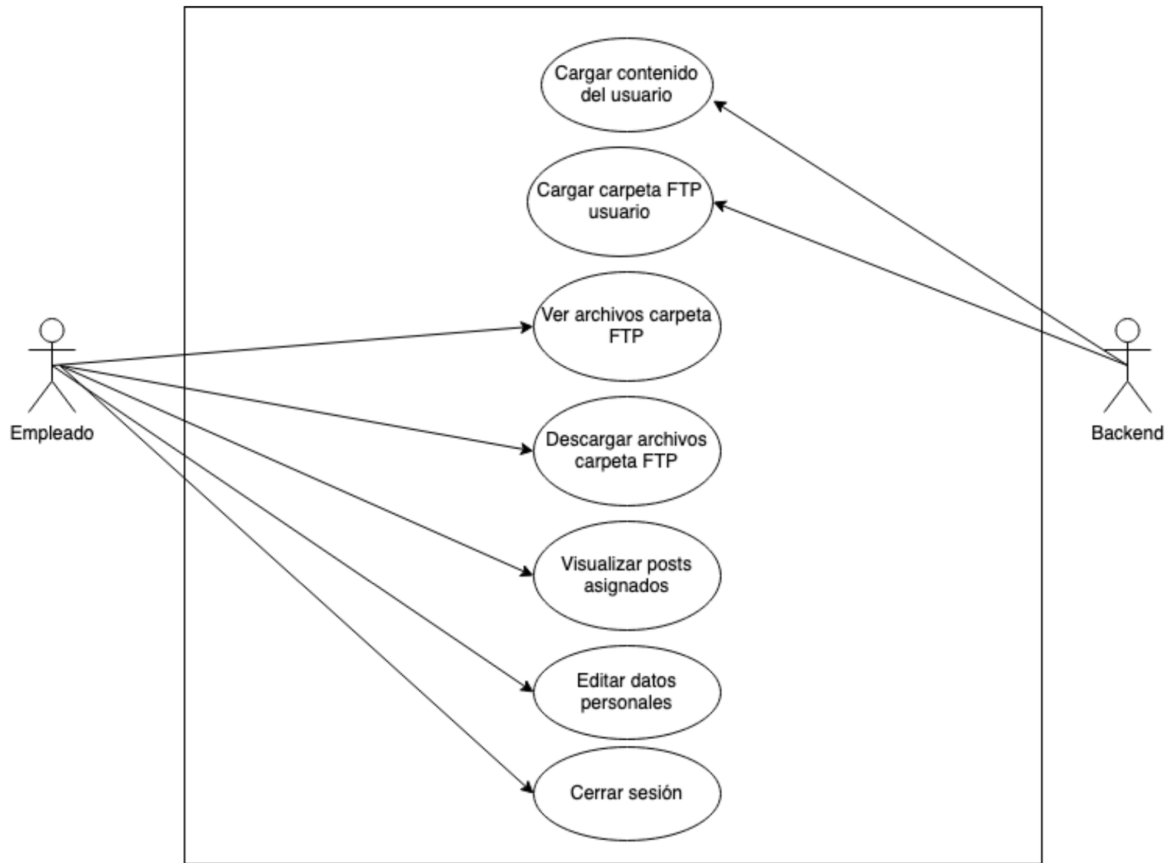 Cargar contenido
del usuario
Cargar carpeta FTP
usuario
Ver archivos carpeta
FTP
Empleado
Backend
Descargar archivos
carpeta FTP
Visualizar posts
asignados
Editar datos
personales
Cerrar sesión